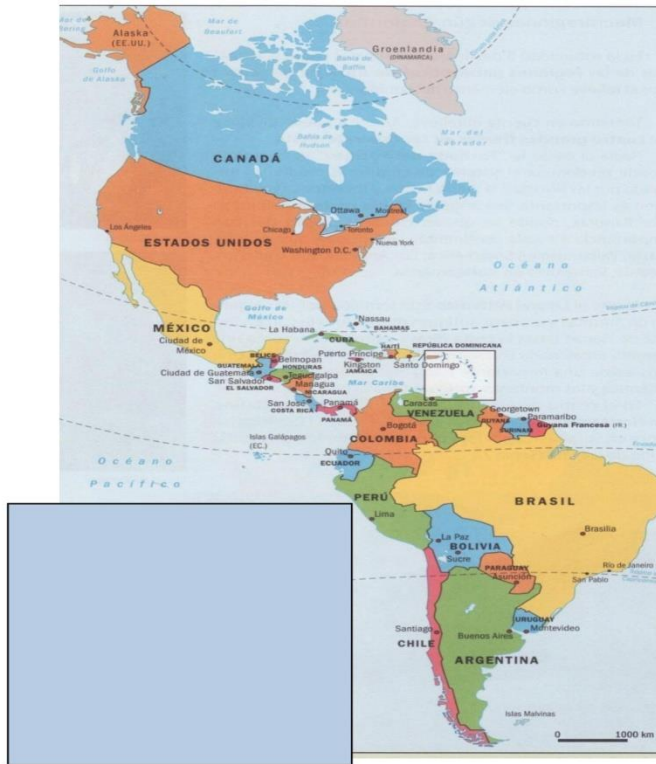 Mar de
Beaufort
Alaska
(EE.UU.)
Groenlandia
(DINAMARCA)
Bahía de
Baffin
Golfo
de Alaska
Bahía de
Hudson
Mar del
Labrador
CANADÁ
Ottawa
Montreal
Toronto
Chicago
Nueva York
Los Ángeles
ESTADOS UNIDOS
Washington D.C.
Océano
Atlántico
Golfo de
México
Nassau
BAHAMAS
MÉXICO
La Habana
CUBA
Ciudad de
México
HAITÍ
REPÚBLICA DOMINICANA
BELICE
Belmopan
Puerto Príncipe
GUATEMALA
HONDURAS
Kingston
Santo Domingo
JAMAICA
Ciudad de Guatemala
Tegucigalpa
San Salvador
Managua
EL SALVADOR
NICARAGUA
Mar Caribe
San José
Panamá
COSTA RICA
PANAMÁ
Caracas
VENEZUELA
Georgetown
Paramaribo
GUYANA
SURINAM
Guyana Francesa (FR.)
Bogotá
COLOMBIA
Islas Galápagos
(EC.)
Quito
ECUADOR
Océano
Pacífico
PERÚ
BRASIL
Lima
La Paz
BOLIVIA
Sucre
Brasilia
PARAGUAY
Asunción
Río de Janeiro
San Pablo
URUGUAY
Santiago
Buenos Aires
Montevideo
CHILE
ARGENTINA
Islas Malvinas
0 1000 km